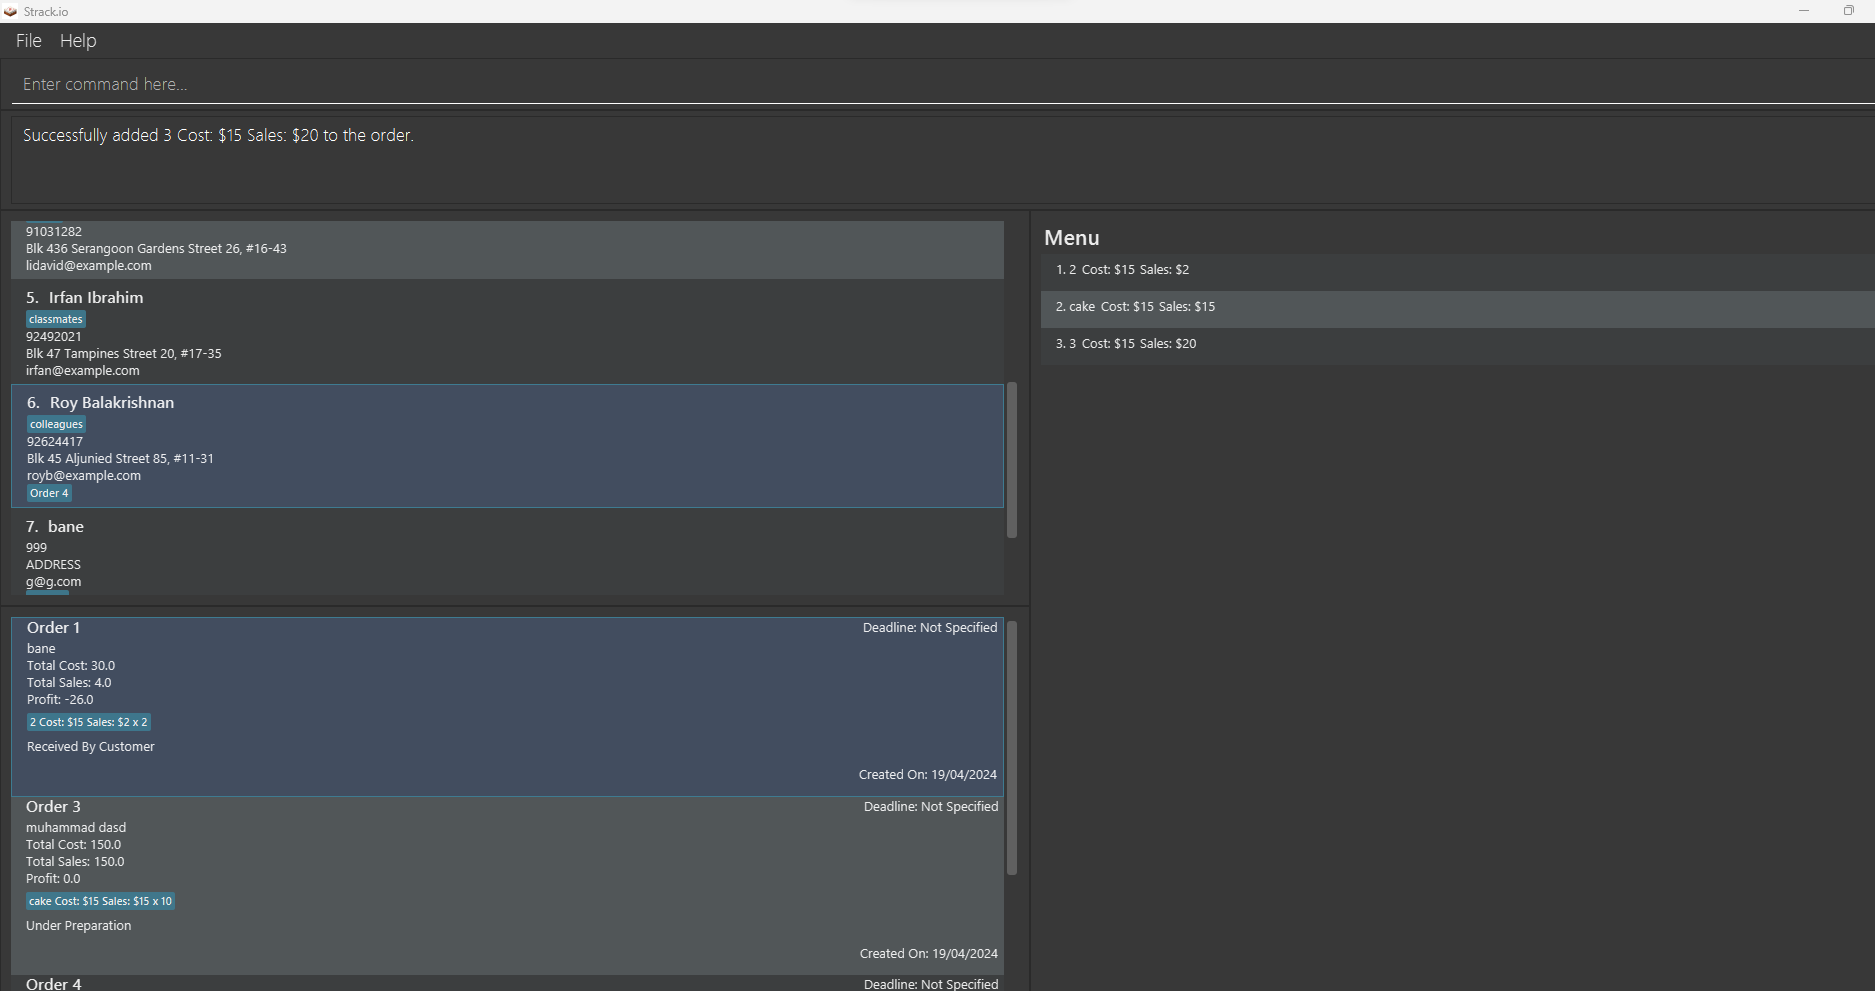 Strack.io
File Help
Enter command here...
Successfully added 3 Cost: $15 Sales: $20 to the order.
91031282
Blk 436 Serangoon Gardens Street 26, #16-43
lidavid@example.com
5. Irfan Ibrahim
classmates
92492021
Blk 47 Tampines Street 20, #17-35
irfan@example.com
6. Roy Balakrishnan
colleagues
92624417
Blk 45 Aljunied Street 85, #11-31
royb@example.com
Order 4
7. bane
999
ADDRESS
g@g.com
Order 1 Deadline: Not Specified
bane
Total Cost: 30.0
Total Sales: 4.0
Profit: -26.0
2 Cost: $15 Sales: $2 x 2
Received By Customer
Created On: 19/04/2024
Order 3 Deadline: Not Specified
muhammad dasd
Total Cost: 150.0
Total Sales: 150.0
Profit: 0.0
cake Cost: $15 Sales: $15 x 10
Under Preparation
Created On: 19/04/2024
Order 4 Deadline: Not Specified
Menu
1. 2 Cost: $15 Sales: $2
2. cake Cost: $15 Sales: $15
3. 3 Cost: $15 Sales: $20